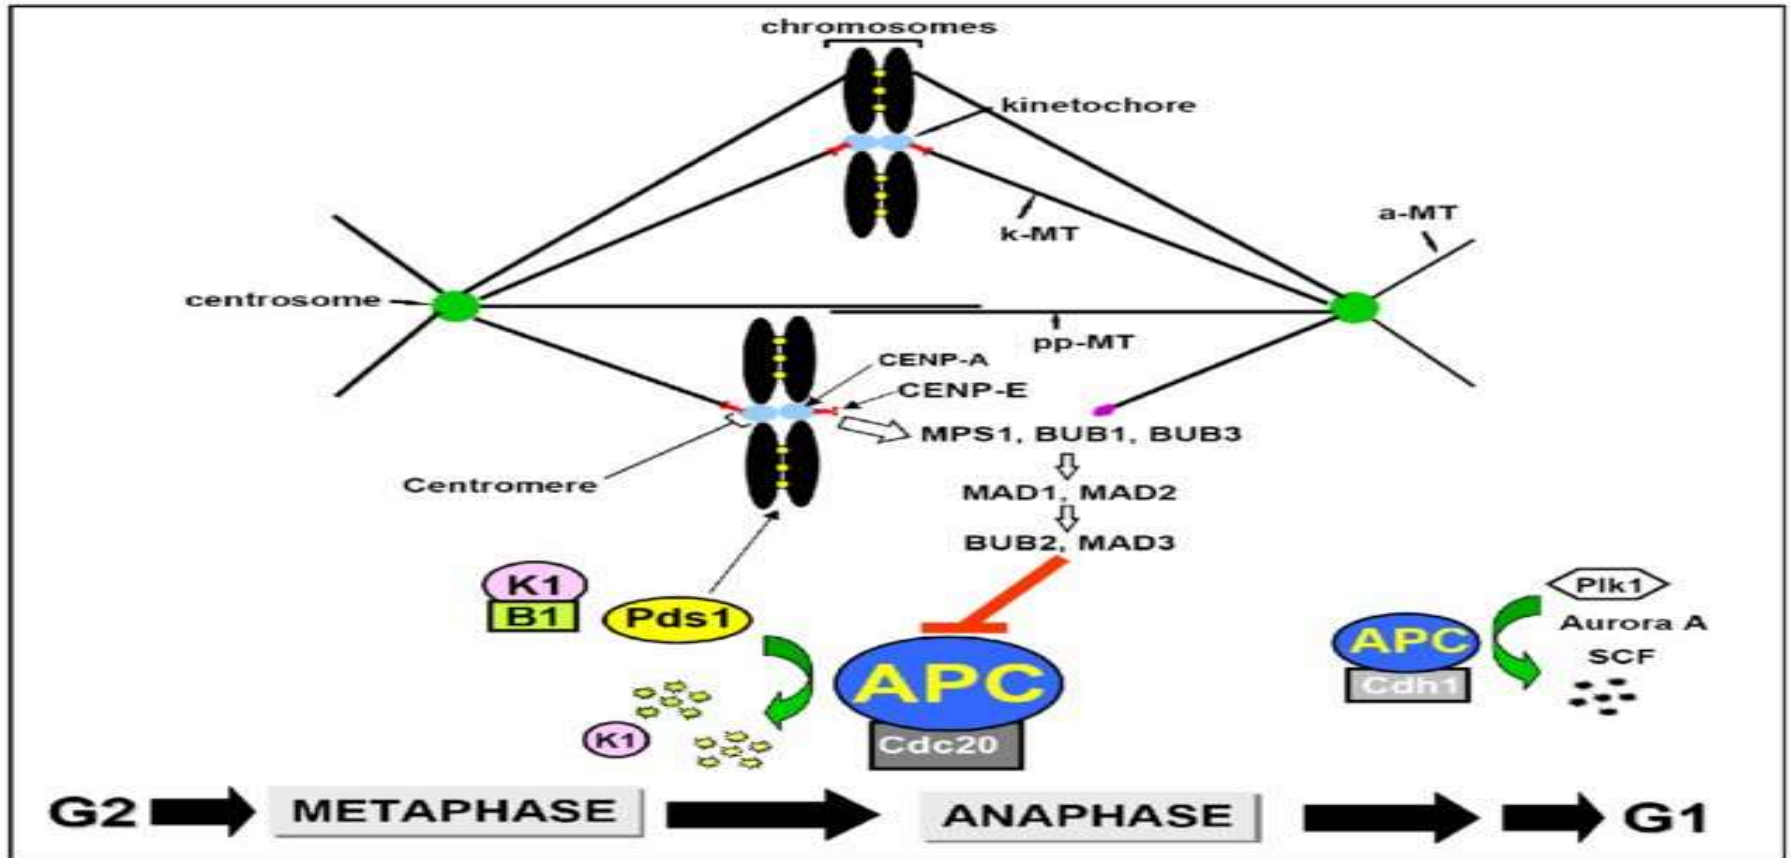 chromosomes
kinetochore
k-MT
a-MT
centrosome
pp-MT
CENP-A
CENP-E
MPS1, BUB1, BUB3
Centromere
MAD1, MAD2
BUB2, MAD3
K1
B1
Pds1
Plk1
Aurora A
SCF
APC
Cdh1
APC
Cdc20
K1
G2
METAPHASE
ANAPHASE
G1